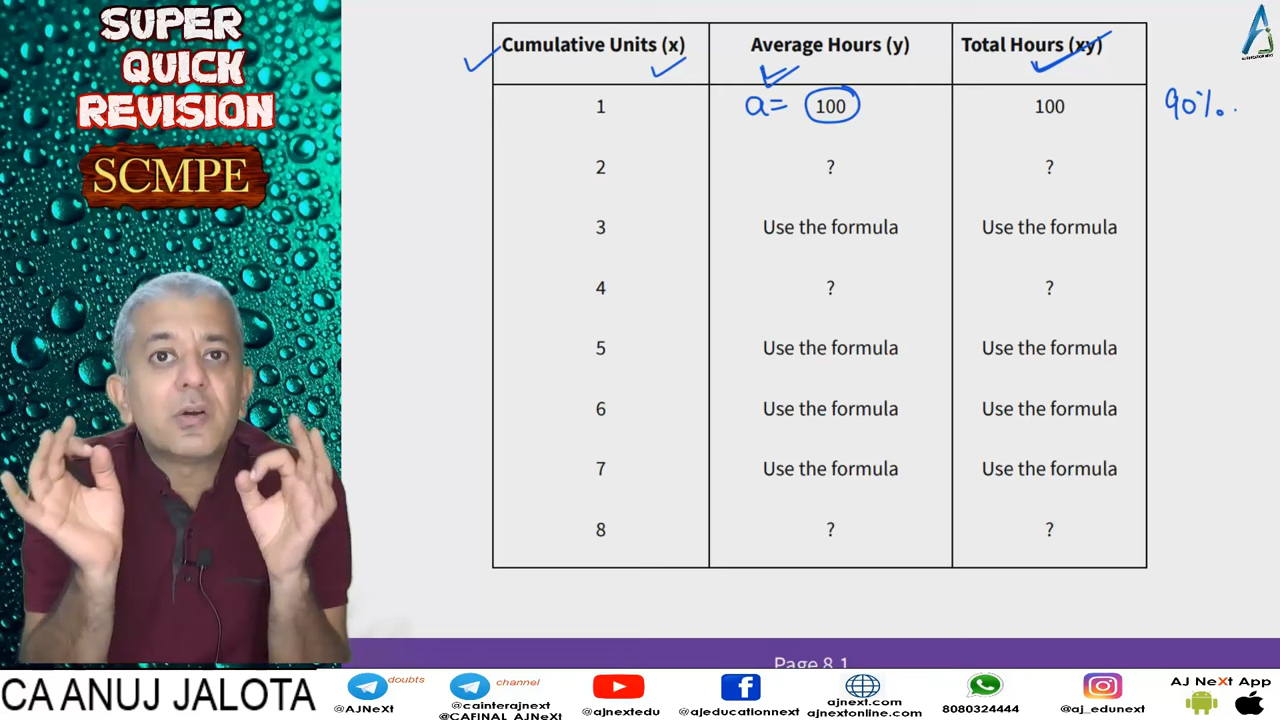 SUPER
QUICK
REVISION
SCMPE
Cumulative Units (x) Average Hours (y) Total Hours (xy)
1 a= 100 100 90%.
2 ? ?
3 Use the formula Use the formula
4 ? ?
5 Use the formula Use the formula
6 Use the formula Use the formula
7 Use the formula Use the formula
8 ? ?
Page 8.1
CA ANUJ JALOTA
doubts
@AJNeXt
channel
@cainterajnext
@CAFINAL_AJNeXt
@ajnextedu
@ajeducationnext
ajnext.com
ajnextonline.com
8080324444
@aj_edunext
AJ NeXt App